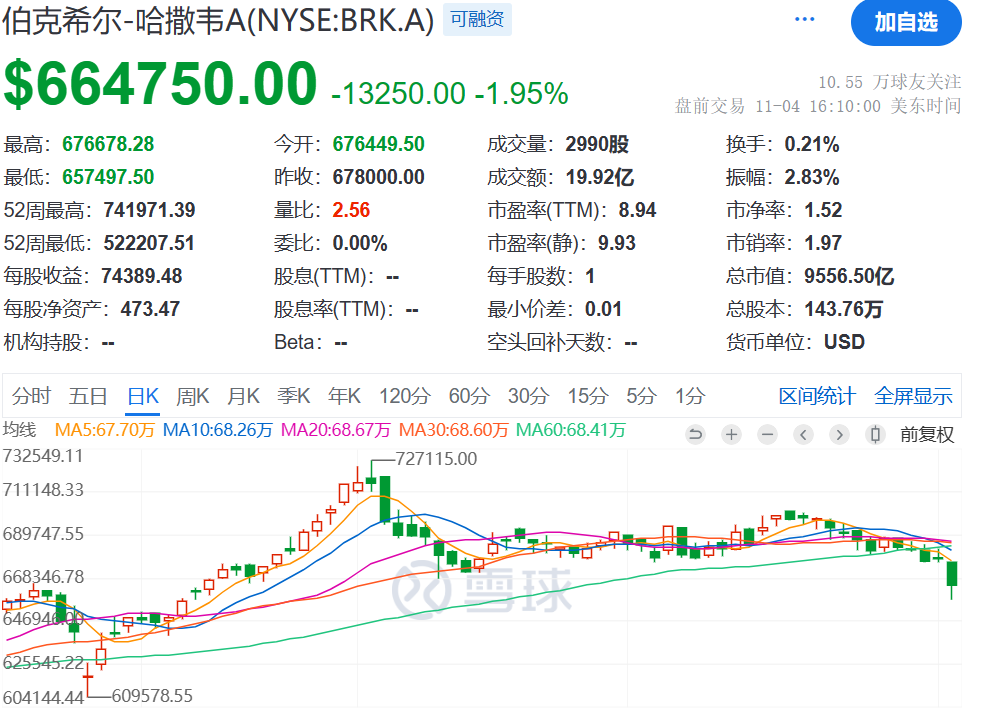 伯克希尔-哈撒韦A(NYSE:BRK.A) 可融资 ··· 加自选
$664750.00 -13250.00 -1.95%
10.55 万球友关注
盘前交易 11-04 16:10:00 美东时间
最高：676678.28 今开：676449.50 成交量：2990股 换手：0.21%
最低：657497.50 昨收：678000.00 成交额：19.92亿 振幅：2.83%
52周最高：741971.39 量比：2.56 市盈率(TTM)：8.94 市净率：1.52
52周最低：522207.51 委比：0.00% 市盈率(静)：9.93 市销率：1.97
每股收益：74389.48 股息(TTM)：-- 每手股数：1 总市值：9556.50亿
每股净资产：473.47 股息率(TTM)：-- 最小价差：0.01 总股本：143.76万
机构持股：-- Beta：-- 空头回补天数：-- 货币单位：USD
分时 五日 日K 周K 月K 季K 年K 120分 60分 30分 15分 5分 1分 区间统计 全屏显示
均线 MA5:67.70万 MA10:68.26万 MA20:68.67万 MA30:68.60万 MA60:68.41万 前复权
732549.11
727115.00
711148.33
689747.55
668346.78
雪球
646946.00
625545.22
604144.44
609578.55